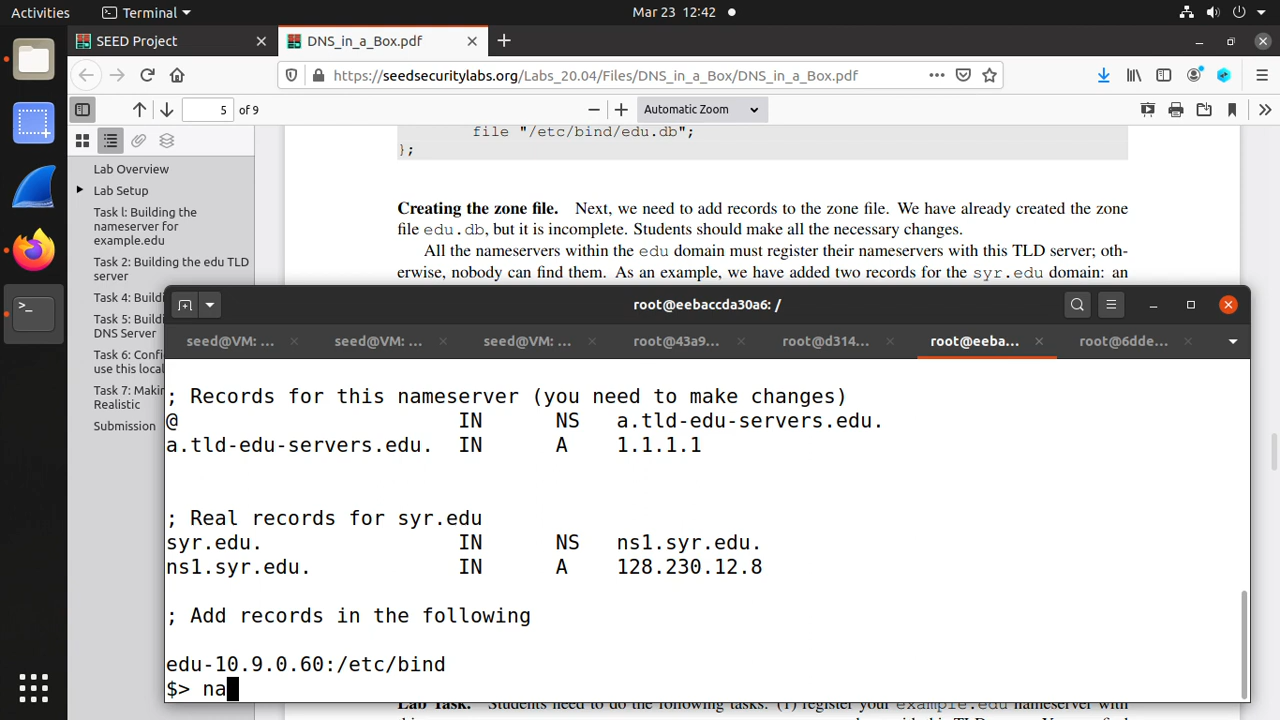 Activities
Terminal
Mar 23 12:42
SEED Project
DNS_in_a_Box.pdf
https://seedsecuritylabs.org/Labs_20.04/Files/DNS_in_a_Box/DNS_in_a_Box.pdf
5 of 9
Automatic Zoom
Lab Overview
Lab Setup
Task l: Building the
nameserver for
example.edu
Task 2: Building the edu TLD
server
Task 4: Buildi
Task 5: Buildi
DNS Server
Task 6: Confi
use this local
Task 7: Makin
Realistic
Submission
file "/etc/bind/edu.db";
};
Creating the zone file. Next, we need to add records to the zone file. We have already created the zone
file edu.db, but it is incomplete. Students should make all the necessary changes.
All the nameservers within the edu domain must register their nameservers with this TLD server; oth-
erwise, nobody can find them. As an example, we have added two records for the syr.edu domain: an
root@eebaccda30a6: /
seed@VM: ...
seed@VM: ...
seed@VM: ...
root@43a9...
root@d314...
root@eeba...
root@6dde...
; Records for this nameserver (you need to make changes)
@ IN NS a.tld-edu-servers.edu.
a.tld-edu-servers.edu. IN A 1.1.1.1
; Real records for syr.edu
syr.edu. IN NS ns1.syr.edu.
ns1.syr.edu. IN A 128.230.12.8
; Add records in the following
edu-10.9.0.60:/etc/bind
$> na
Lab Task. Students need to do the following tasks: (1) register your example.edu nameserver with